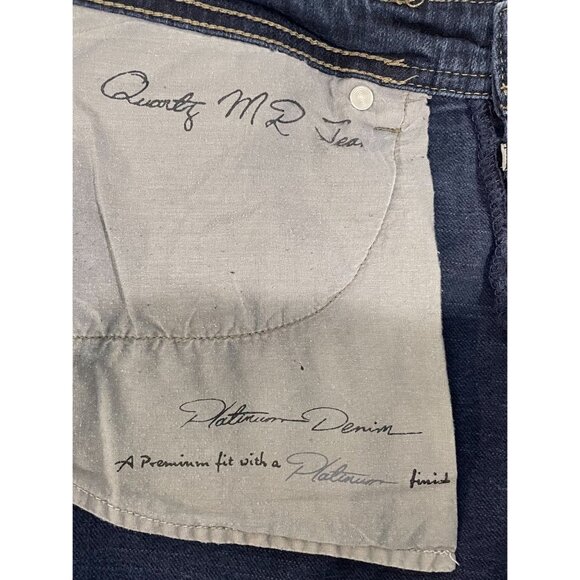 Quartz MR Jea
Platinum Denim
A Premium fit with a Platinum finish